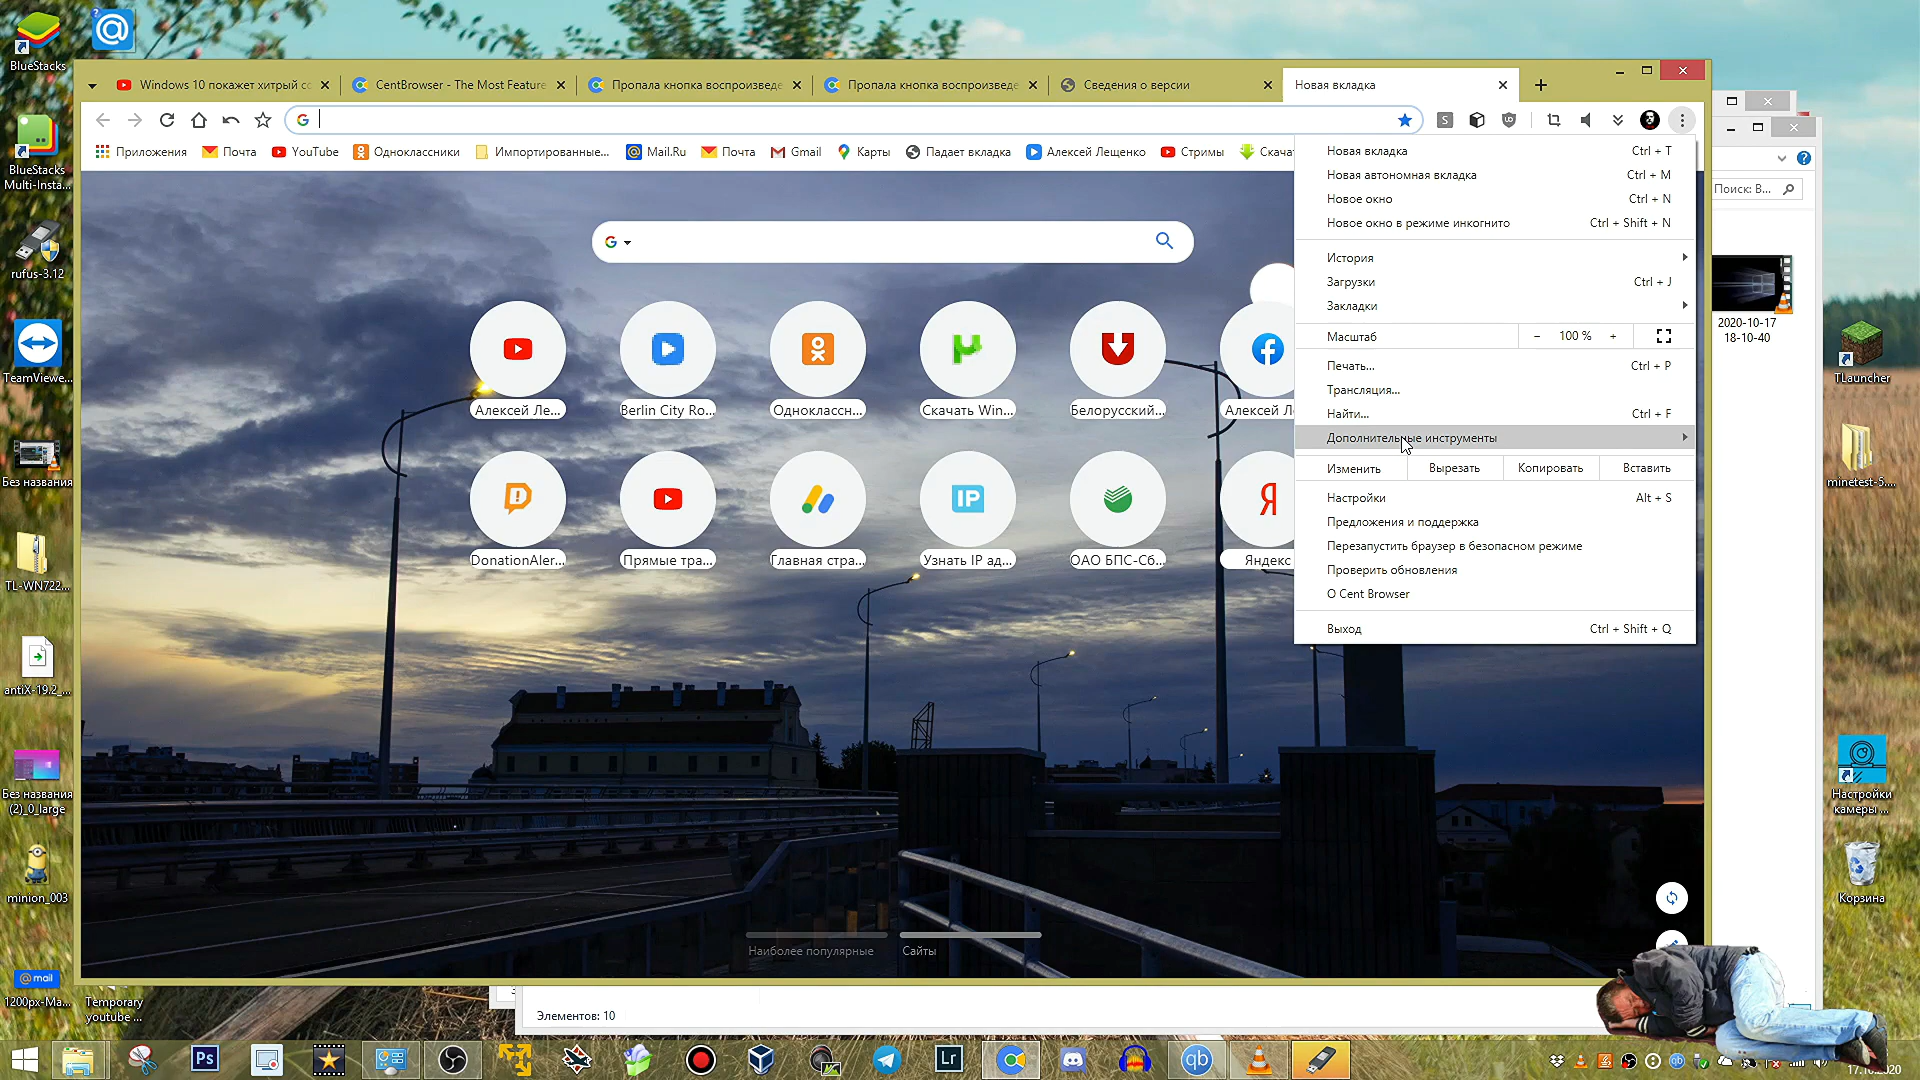 BlueStacks
BlueStacks
Multi-Insta...
rufus-3.12
TeamViewe...
Без названия
TL-WN722...
antiX-19.2_...
Без названия
(2)_0_large
minion_003
@mail
1200px-Ma...
Temporary
youtube ...
Windows 10 покажет хитрый
CentBrowser - The Most Feature
Пропала кнопка воспроизведе
Пропала кнопка воспроизведе
Сведения о версии
Новая вкладка
Приложения
Почта
YouTube
Одноклассники
Импортированные...
Mail.Ru
Почта
Gmail
Карты
Падает вкладка
Алексей Лещенко
Стримы
Скачат
Алексей Ле...
Berlin City Ro...
Одноклассн...
Скачать Win...
Белорусский...
Алексей Л
DonationAler...
Прямые тра...
Главная стра...
IP
Узнать IP ад...
ОАО БПС-Сб...
Я
Яндекс
Наиболее популярные
Сайты
Новая вкладка Ctrl + T
Новая автономная вкладка Ctrl + M
Новое окно Ctrl + N
Новое окно в режиме инкогнито Ctrl + Shift + N
История
Загрузки Ctrl + J
Закладки
Масштаб − 100 % +
Печать... Ctrl + P
Трансляция...
Найти... Ctrl + F
Дополнительные инструменты
Изменить Вырезать Копировать Вставить
Настройки Alt + S
Предложения и поддержка
Перезапустить браузер в безопасном режиме
Проверить обновления
О Cent Browser
Выход Ctrl + Shift + Q
Поиск: В...
2020-10-17
18-10-40
TLauncher
minetest-5....
Настройки
камеры ...
Корзина
Элементов: 10
Ps
Lr
qb